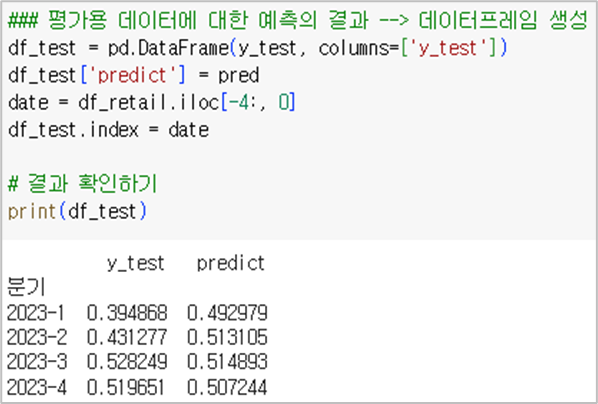 ### 평가용 데이터에 대한 예측의 결과 --> 데이터프레임 생성
df_test = pd.DataFrame(y_test, columns=['y_test'])
df_test['predict'] = pred
date = df_retail.iloc[-4:, 0]
df_test.index = date
# 결과 확인하기
print(df_test)
y_test predict
분기
2023-1 0.394868 0.492979
2023-2 0.431277 0.513105
2023-3 0.528249 0.514893
2023-4 0.519651 0.507244